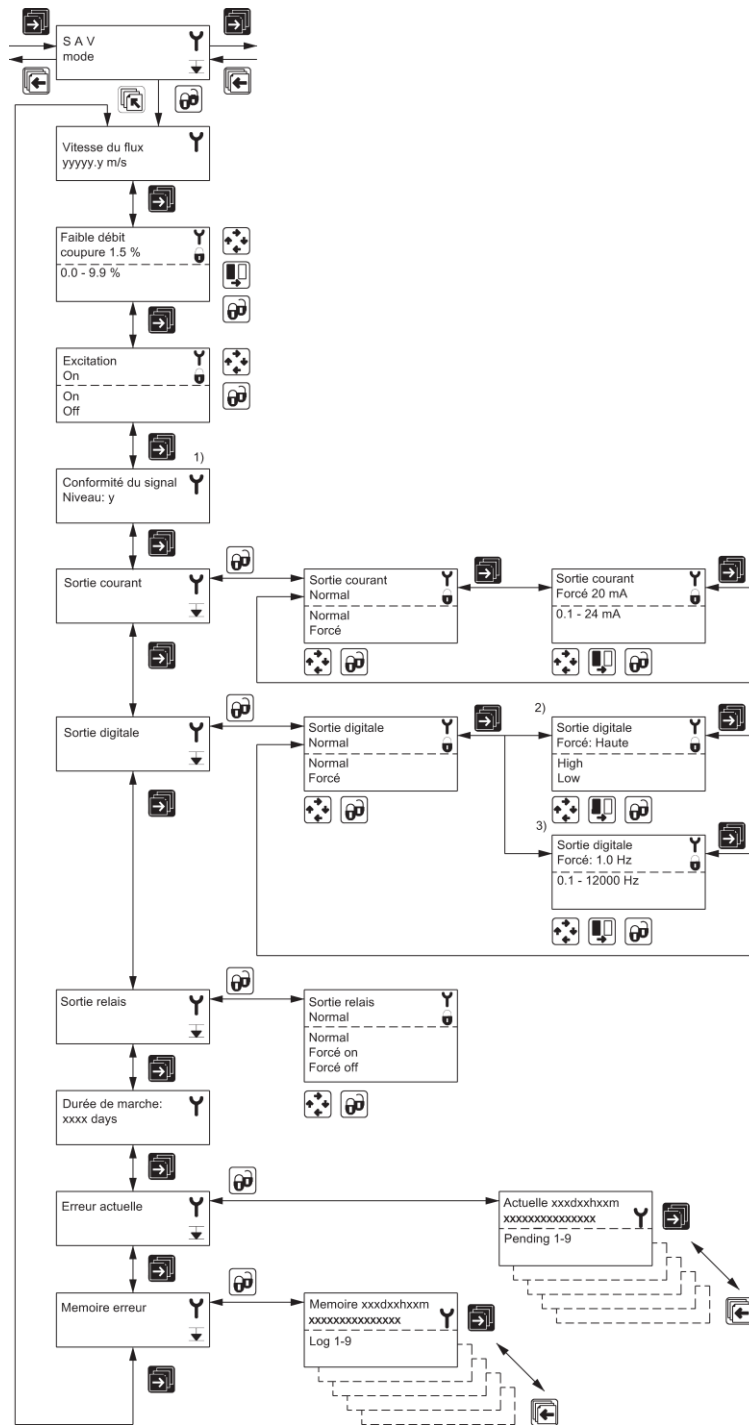 S A V
mode
Vitesse du flux
yyyyy.y m/s
Faible débit
coupure 1.5 %
0.0 - 9.9 %
Excitation
On
On
Off
1)
Conformité du signal
Niveau: y
Sortie courant
Sortie courant
Normal
Normal
Forcé
Sortie courant
Forcé 20 mA
0.1 - 24 mA
Sortie digitale
Sortie digitale
Normal
Normal
Forcé
2)
Sortie digitale
Forcé: Haute
High
Low
3)
Sortie digitale
Forcé: 1.0 Hz
0.1 - 12000 Hz
Sortie relais
Sortie relais
Normal
Normal
Forcé on
Forcé off
Durée de marche:
xxxx days
Erreur actuelle
Actuelle xxxdxxhxxm
xxxxxxxxxxxxxxx
Pending 1-9
Memoire erreur
Memoire xxxdxxhxxm
xxxxxxxxxxxxxxx
Log 1-9